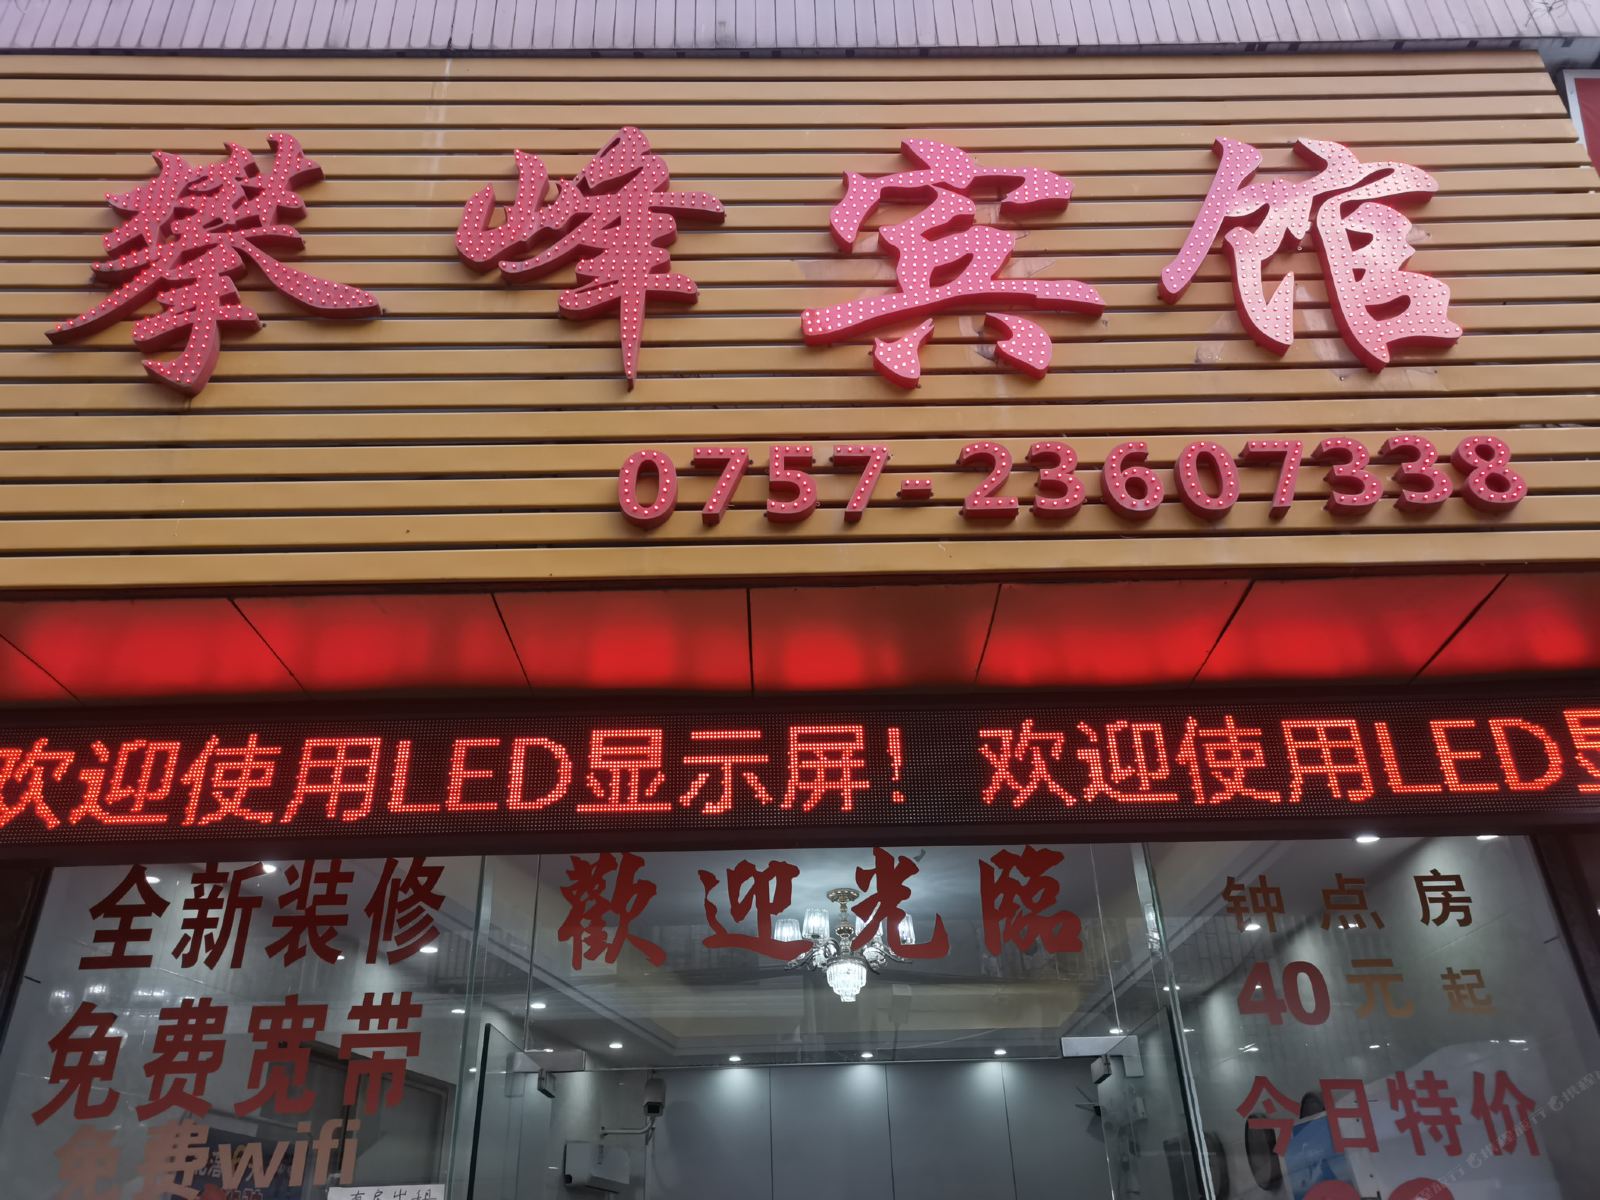 攀峰宾馆
0757-23607338
欢迎使用LED显示屏！ 欢迎使用LED显
歡迎光臨
全新装修
免费宽带
免费wifi
钟点房
40元起
今日特价